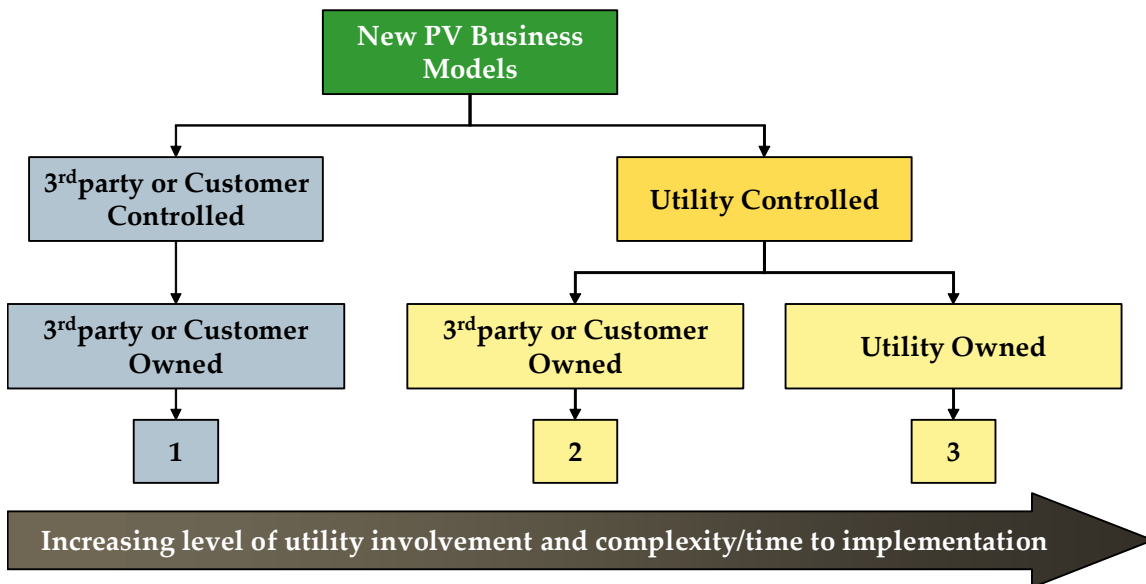 New PV Business
Models
3rdparty or Customer
Controlled
Utility Controlled
3rdparty or Customer
Owned
3rdparty or Customer
Owned
Utility Owned
1
2
3
Increasing level of utility involvement and complexity/time to implementation